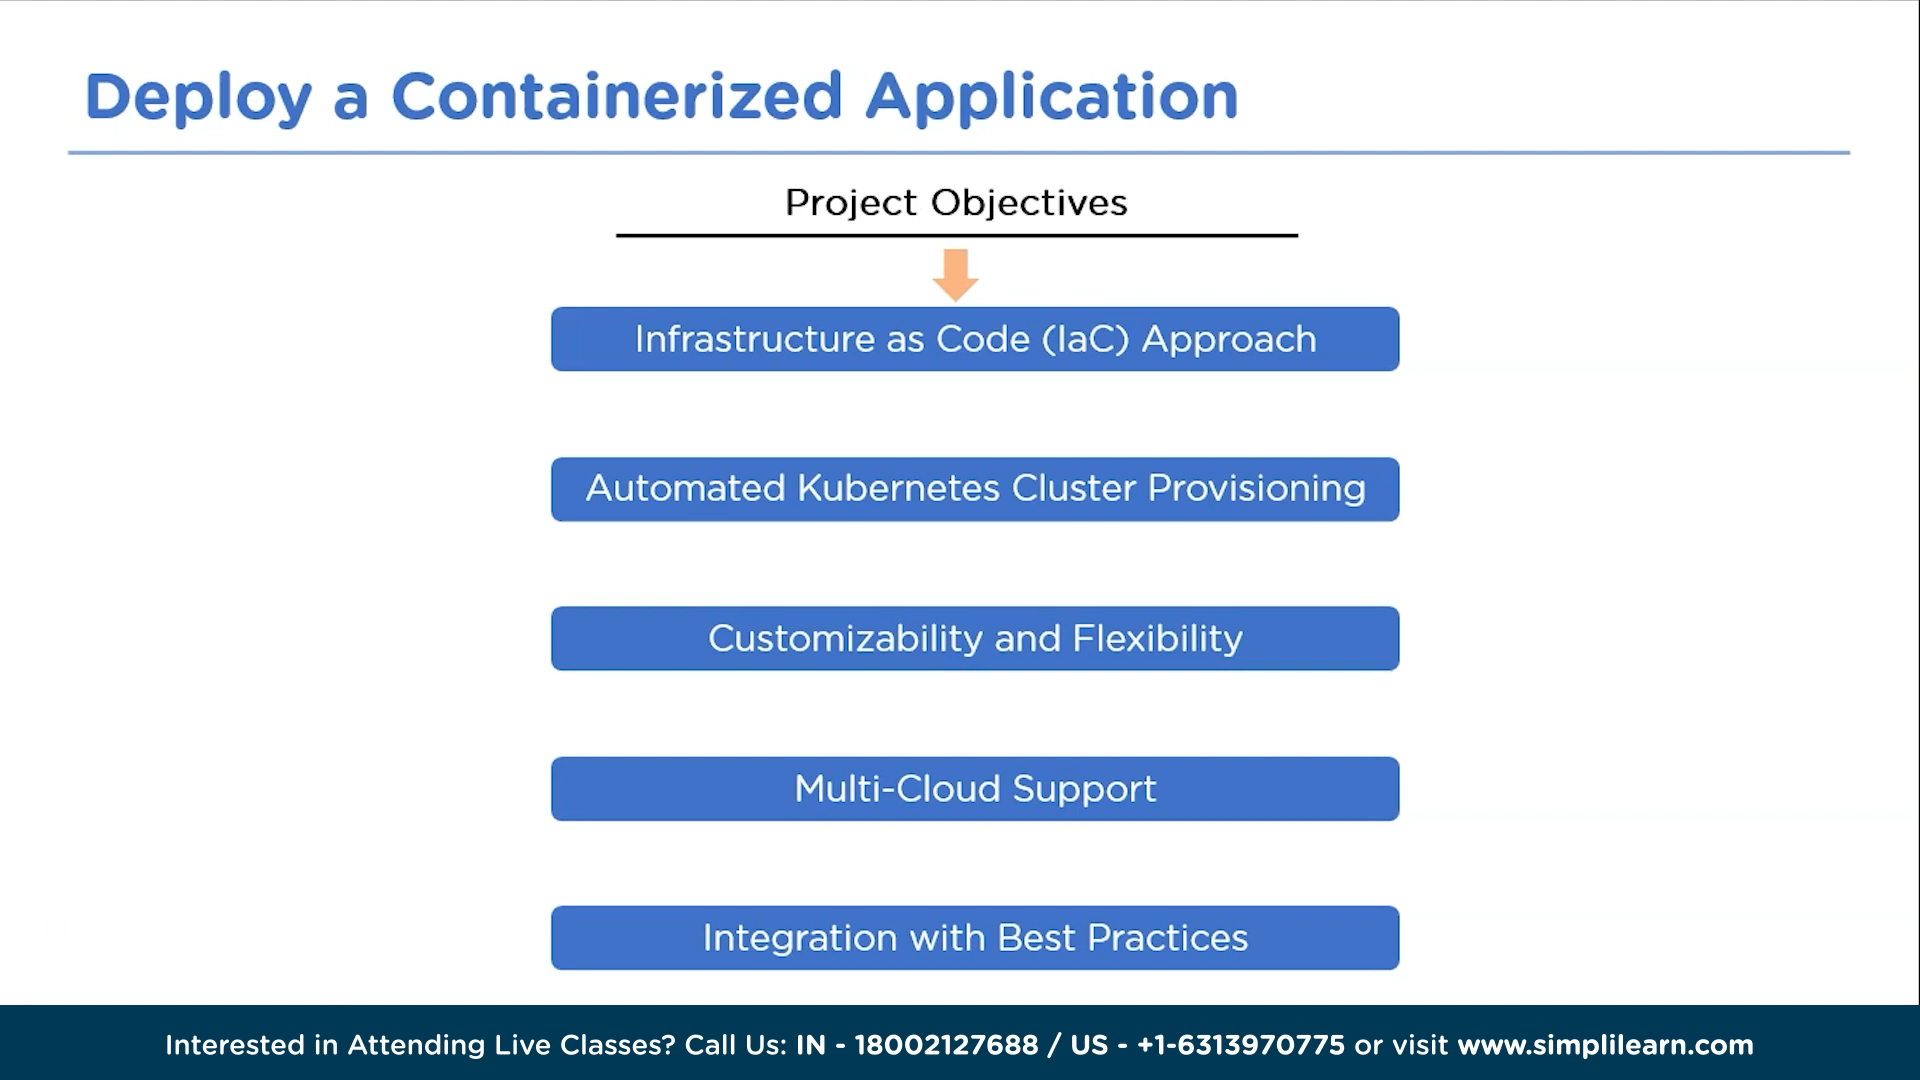 Deploy a Containerized Application
Project Objectives
Infrastructure as Code (IaC) Approach
Automated Kubernetes Cluster Provisioning
Customizability and Flexibility
Multi-Cloud Support
Integration with Best Practices
Interested in Attending Live Classes? Call Us: IN - 18002127688 / US - +1-6313970775 or visit www.simplilearn.com